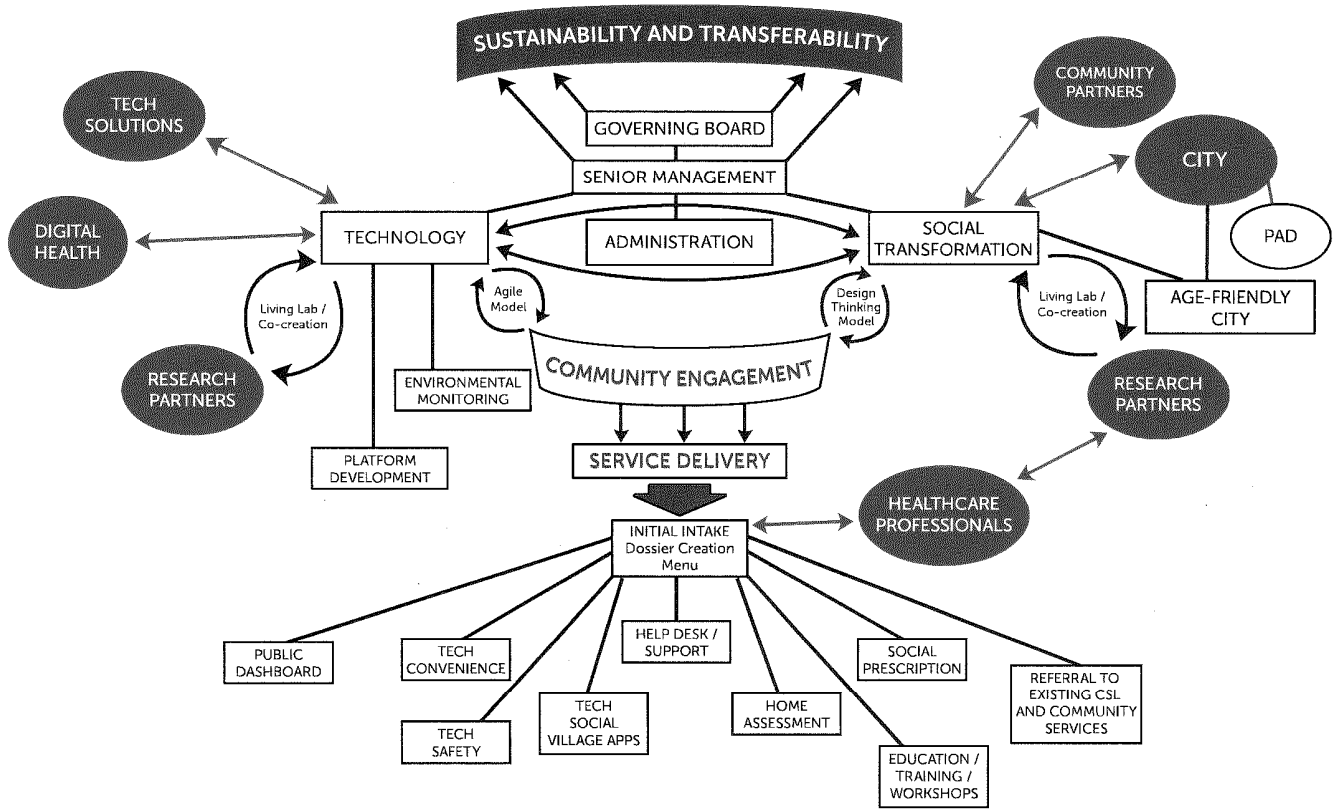 SUSTAINABILITY AND TRANSFERABILITY
COMMUNITY
PARTNERS
TECH
SOLUTIONS
GOVERNING BOARD
CITY
SENIOR MANAGEMENT
DIGITAL
HEALTH
TECHNOLOGY
ADMINISTRATION
SOCIAL
TRANSFORMATION
PAD
Living Lab /
Co-creation
Agile
Model
Design
Thinking
Model
Living Lab /
Co-creation
AGE-FRIENDLY
CITY
COMMUNITY ENGAGEMENT
RESEARCH
PARTNERS
ENVIRONMENTAL
MONITORING
RESEARCH
PARTNERS
PLATFORM
DEVELOPMENT
SERVICE DELIVERY
HEALTHCARE
PROFESSIONALS
INITIAL INTAKE
Dossier Creation
Menu
PUBLIC
DASHBOARD
TECH
CONVENIENCE
HELP DESK /
SUPPORT
SOCIAL
PRESCRIPTION
REFERRAL TO
EXISTING CSL
AND COMMUNITY
SERVICES
TECH
SAFETY
TECH
SOCIAL
VILLAGE APPS
HOME
ASSESSMENT
EDUCATION /
TRAINING /
WORKSHOPS